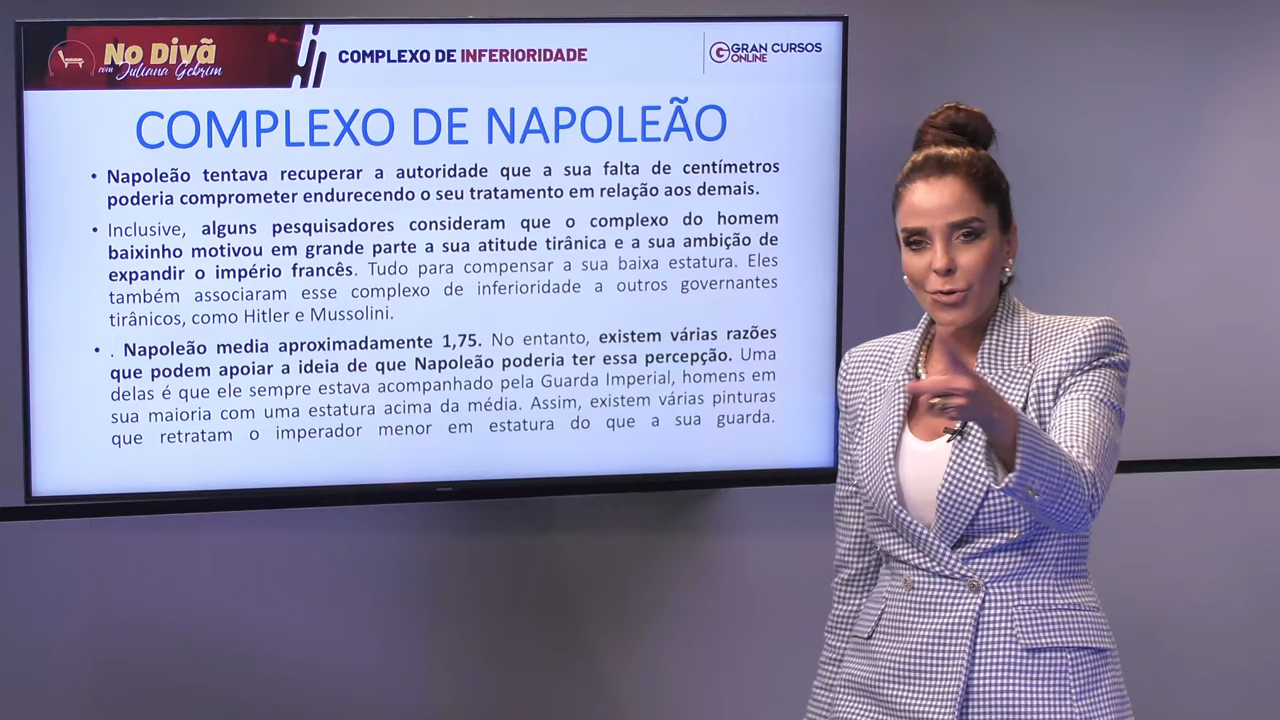 No Divã
com Juliana Gebrim
COMPLEXO DE INFERIORIDADE
GRAN CURSOS
ONLINE
COMPLEXO DE NAPOLEÃO
• Napoleão tentava recuperar a autoridade que a sua falta de centímetros
poderia comprometer endurecendo o seu tratamento em relação aos demais.
• Inclusive, alguns pesquisadores consideram que o complexo do homem
baixinho motivou em grande parte a sua atitude tirânica e a sua ambição de
expandir o império francês. Tudo para compensar a sua baixa estatura. Eles
também associaram esse complexo de inferioridade a outros governantes
tirânicos, como Hitler e Mussolini.
• . Napoleão media aproximadamente 1,75. No entanto, existem várias razões
que podem apoiar a ideia de que Napoleão poderia ter essa percepção. Uma
delas é que ele sempre estava acompanhado pela Guarda Imperial, homens em
sua maioria com uma estatura acima da média. Assim, existem várias pinturas
que retratam o imperador menor em estatura do que a sua guarda.